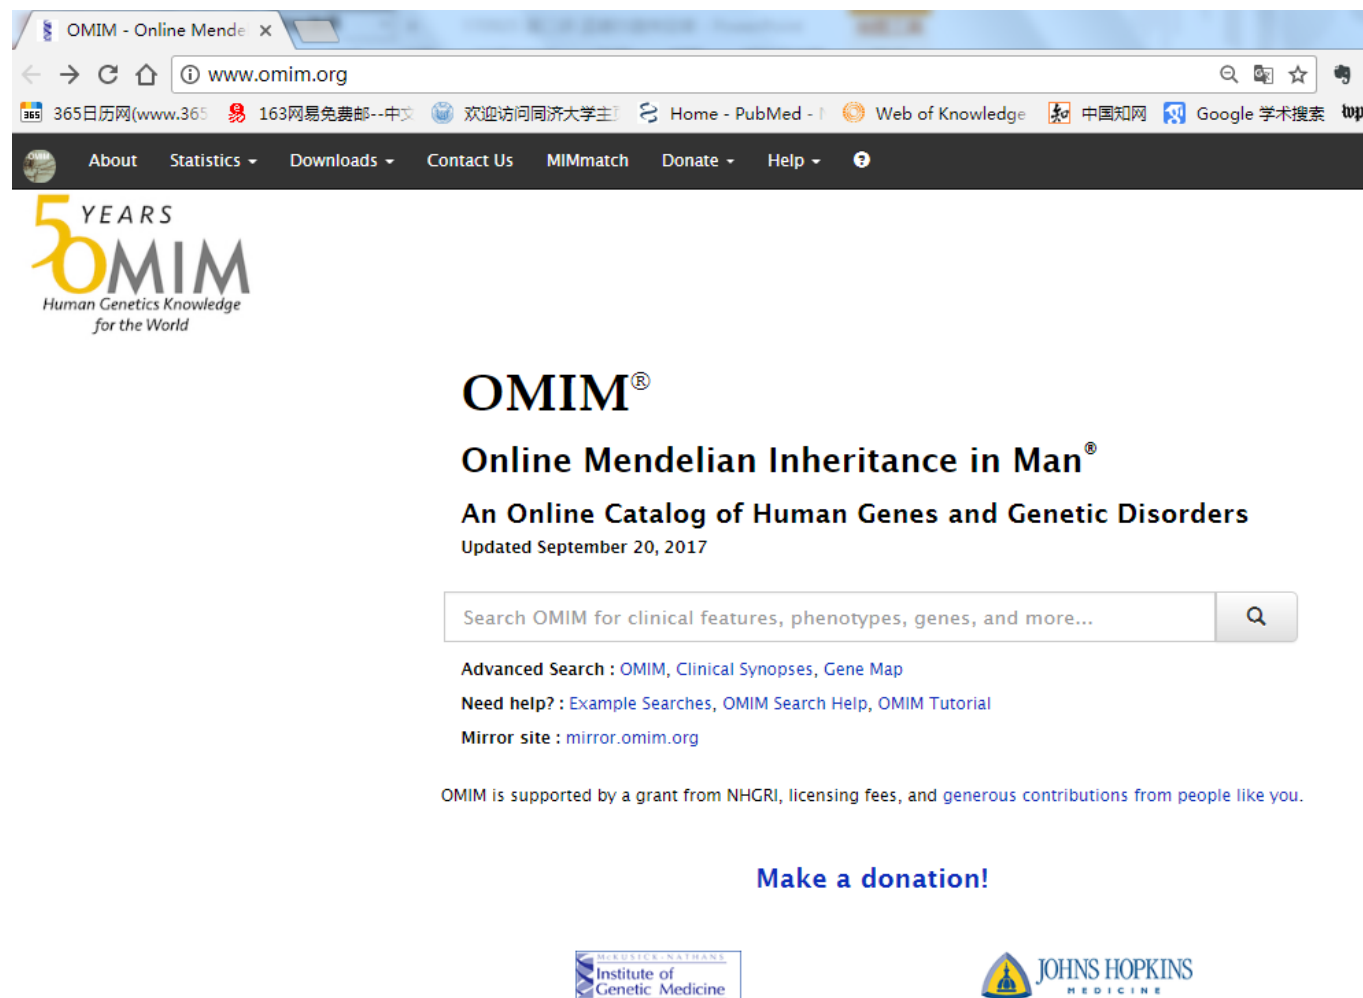 OMIM - Online Mende
www.omim.org
365日历网(www.365 163网易免费邮--中文 欢迎访问同济大学主页 Home - PubMed - N Web of Knowledge 中国知网 Google 学术搜索
About Statistics Downloads Contact Us MIMmatch Donate Help
50 YEARS
OMIM
Human Genetics Knowledge
for the World
OMIM®
Online Mendelian Inheritance in Man®
An Online Catalog of Human Genes and Genetic Disorders
Updated September 20, 2017
Search OMIM for clinical features, phenotypes, genes, and more...
Advanced Search : OMIM, Clinical Synopses, Gene Map
Need help? : Example Searches, OMIM Search Help, OMIM Tutorial
Mirror site : mirror.omim.org
OMIM is supported by a grant from NHGRI, licensing fees, and generous contributions from people like you.
Make a donation!
McKUSICK-NATHANS
Institute of
Genetic Medicine
JOHNS HOPKINS
MEDICINE